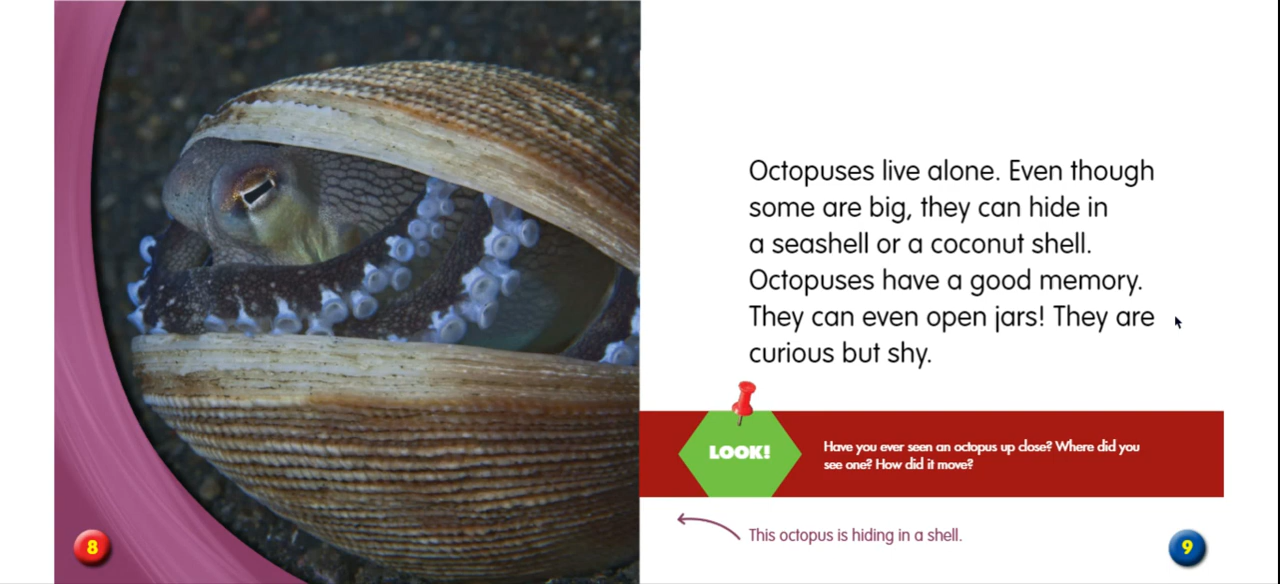 Octopuses live alone. Even though
some are big, they can hide in
a seashell or a coconut shell.
Octopuses have a good memory.
They can even open jars! They are
curious but shy.
LOOK!
Have you ever seen an octopus up close? Where did you
see one? How did it move?
This octopus is hiding in a shell.
8
9